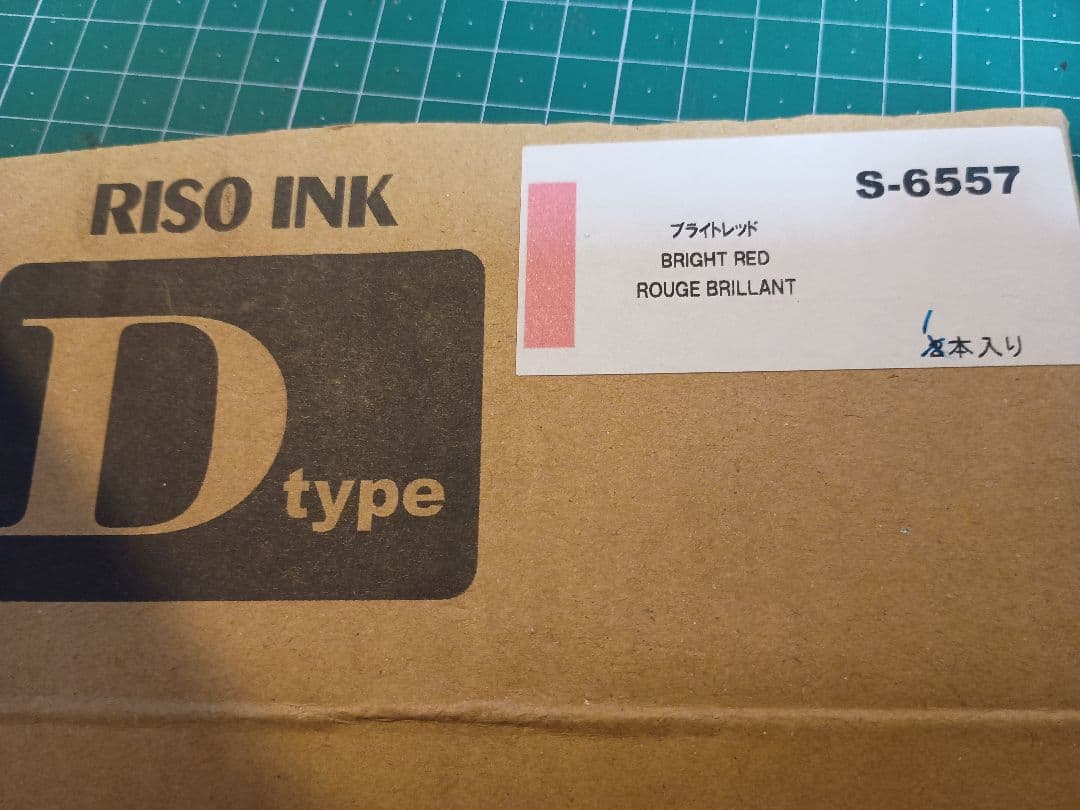 RISO INK
D type
S-6557
ブライトレッド
BRIGHT RED
ROUGE BRILLANT
1
本入り